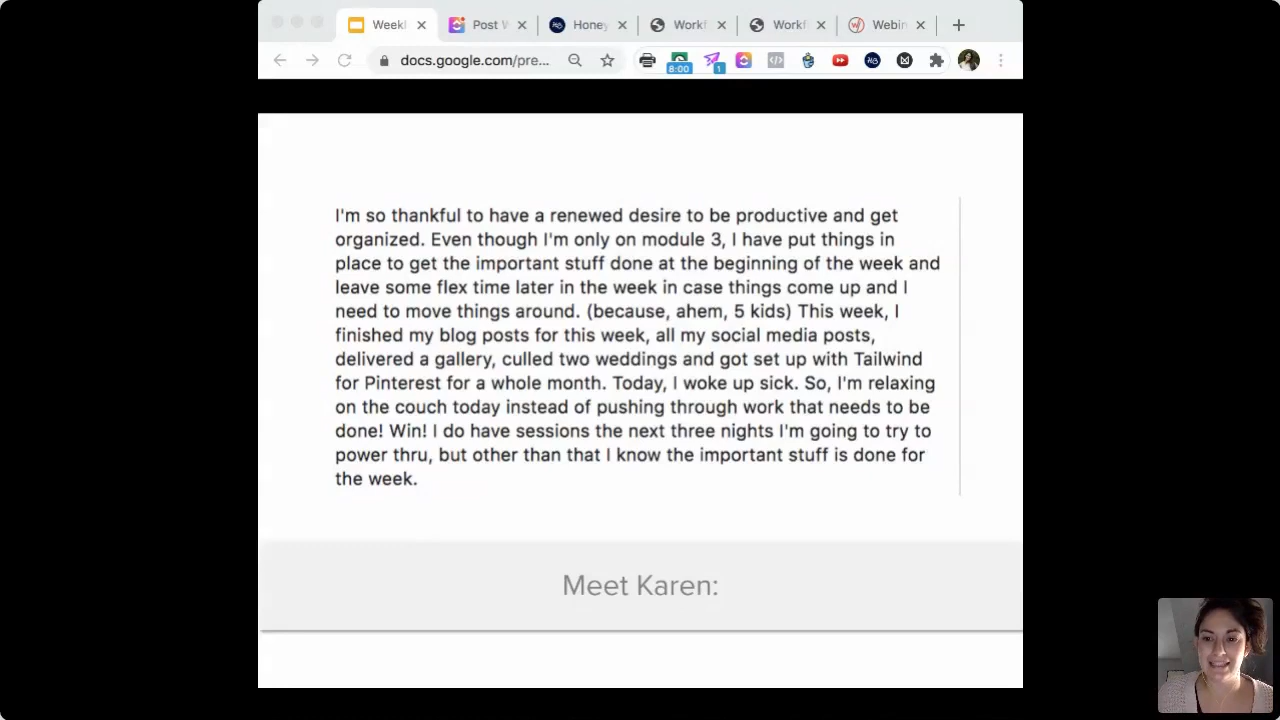 Weekl
Post W
Honey
Workf
Workf
Webin
docs.google.com/pre...
8:00
1
I'm so thankful to have a renewed desire to be productive and get
organized. Even though I'm only on module 3, I have put things in
place to get the important stuff done at the beginning of the week and
leave some flex time later in the week in case things come up and I
need to move things around. (because, ahem, 5 kids) This week, I
finished my blog posts for this week, all my social media posts,
delivered a gallery, culled two weddings and got set up with Tailwind
for Pinterest for a whole month. Today, I woke up sick. So, I'm relaxing
on the couch today instead of pushing through work that needs to be
done! Win! I do have sessions the next three nights I'm going to try to
power thru, but other than that I know the important stuff is done for
the week.
Meet Karen: